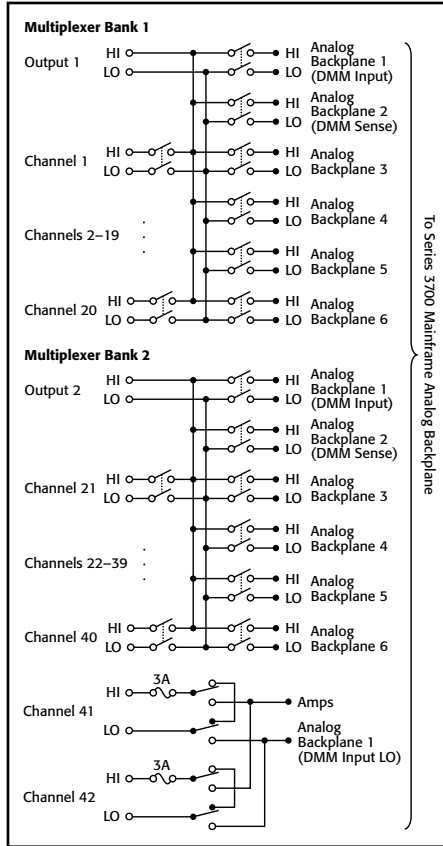 Multiplexer Bank 1
Output 1 HI HI Analog
LO LO Backplane 1
(DMM Input)
HI Analog
LO Backplane 2
(DMM Sense)
Channel 1 HI HI Analog
LO LO Backplane 3
HI Analog
LO Backplane 4
Channels 2–19
HI Analog
LO Backplane 5
Channel 20 HI HI Analog
LO LO Backplane 6
Multiplexer Bank 2
Output 2 HI HI Analog
LO LO Backplane 1
(DMM Input)
HI Analog
LO Backplane 2
(DMM Sense)
Channel 21 HI HI Analog
LO LO Backplane 3
HI Analog
LO Backplane 4
Channels 22–39
HI Analog
LO Backplane 5
Channel 40 HI HI Analog
LO LO Backplane 6
3A
Channel 41 HI Amps
LO Analog
Backplane 1
(DMM Input LO)
3A
Channel 42 HI
LO
To Series 3700 Mainframe Analog Backplane